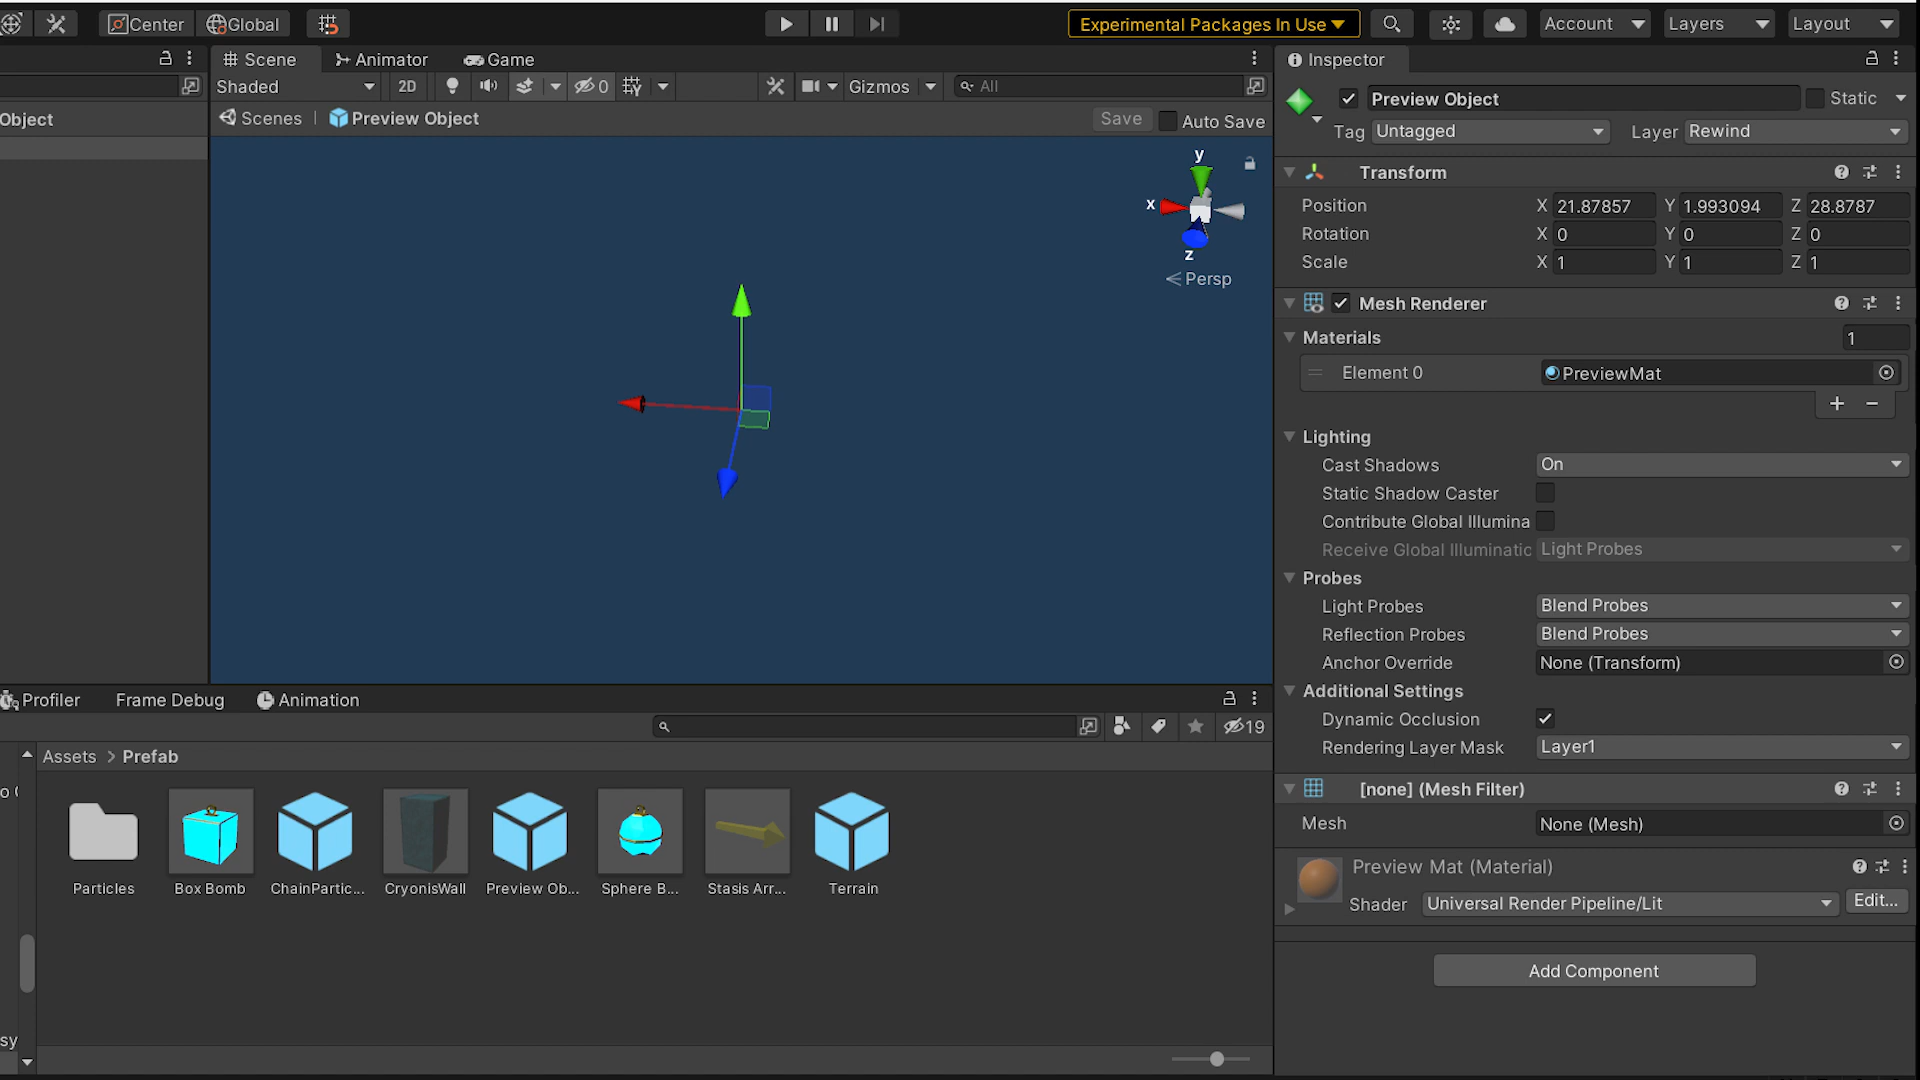 Center
Global
Experimental Packages In Use
Account
Layers
Layout
Scene
Animator
Game
Inspector
Shaded
2D
0
Gizmos
All
Object
Scenes
Preview Object
Save
Auto Save
y
x
z
Persp
Preview Object
Static
Tag
Untagged
Layer
Rewind
Transform
Position
X 21.87857
Y 1.993094
Z 28.8787
Rotation
X 0
Y 0
Z 0
Scale
X 1
Y 1
Z 1
Mesh Renderer
Materials
1
Element 0
PreviewMat
Lighting
Cast Shadows
On
Static Shadow Caster
Contribute Global Illumina
Receive Global Illuminatic
Light Probes
Probes
Light Probes
Blend Probes
Reflection Probes
Blend Probes
Anchor Override
None (Transform)
Additional Settings
Dynamic Occlusion
Rendering Layer Mask
Layer1
[none] (Mesh Filter)
Mesh
None (Mesh)
Preview Mat (Material)
Shader
Universal Render Pipeline/Lit
Edit...
Add Component
Profiler
Frame Debug
Animation
19
Assets > Prefab
Particles
Box Bomb
ChainPartic...
CryonisWall
Preview Ob...
Sphere B...
Stasis Arr...
Terrain
sy